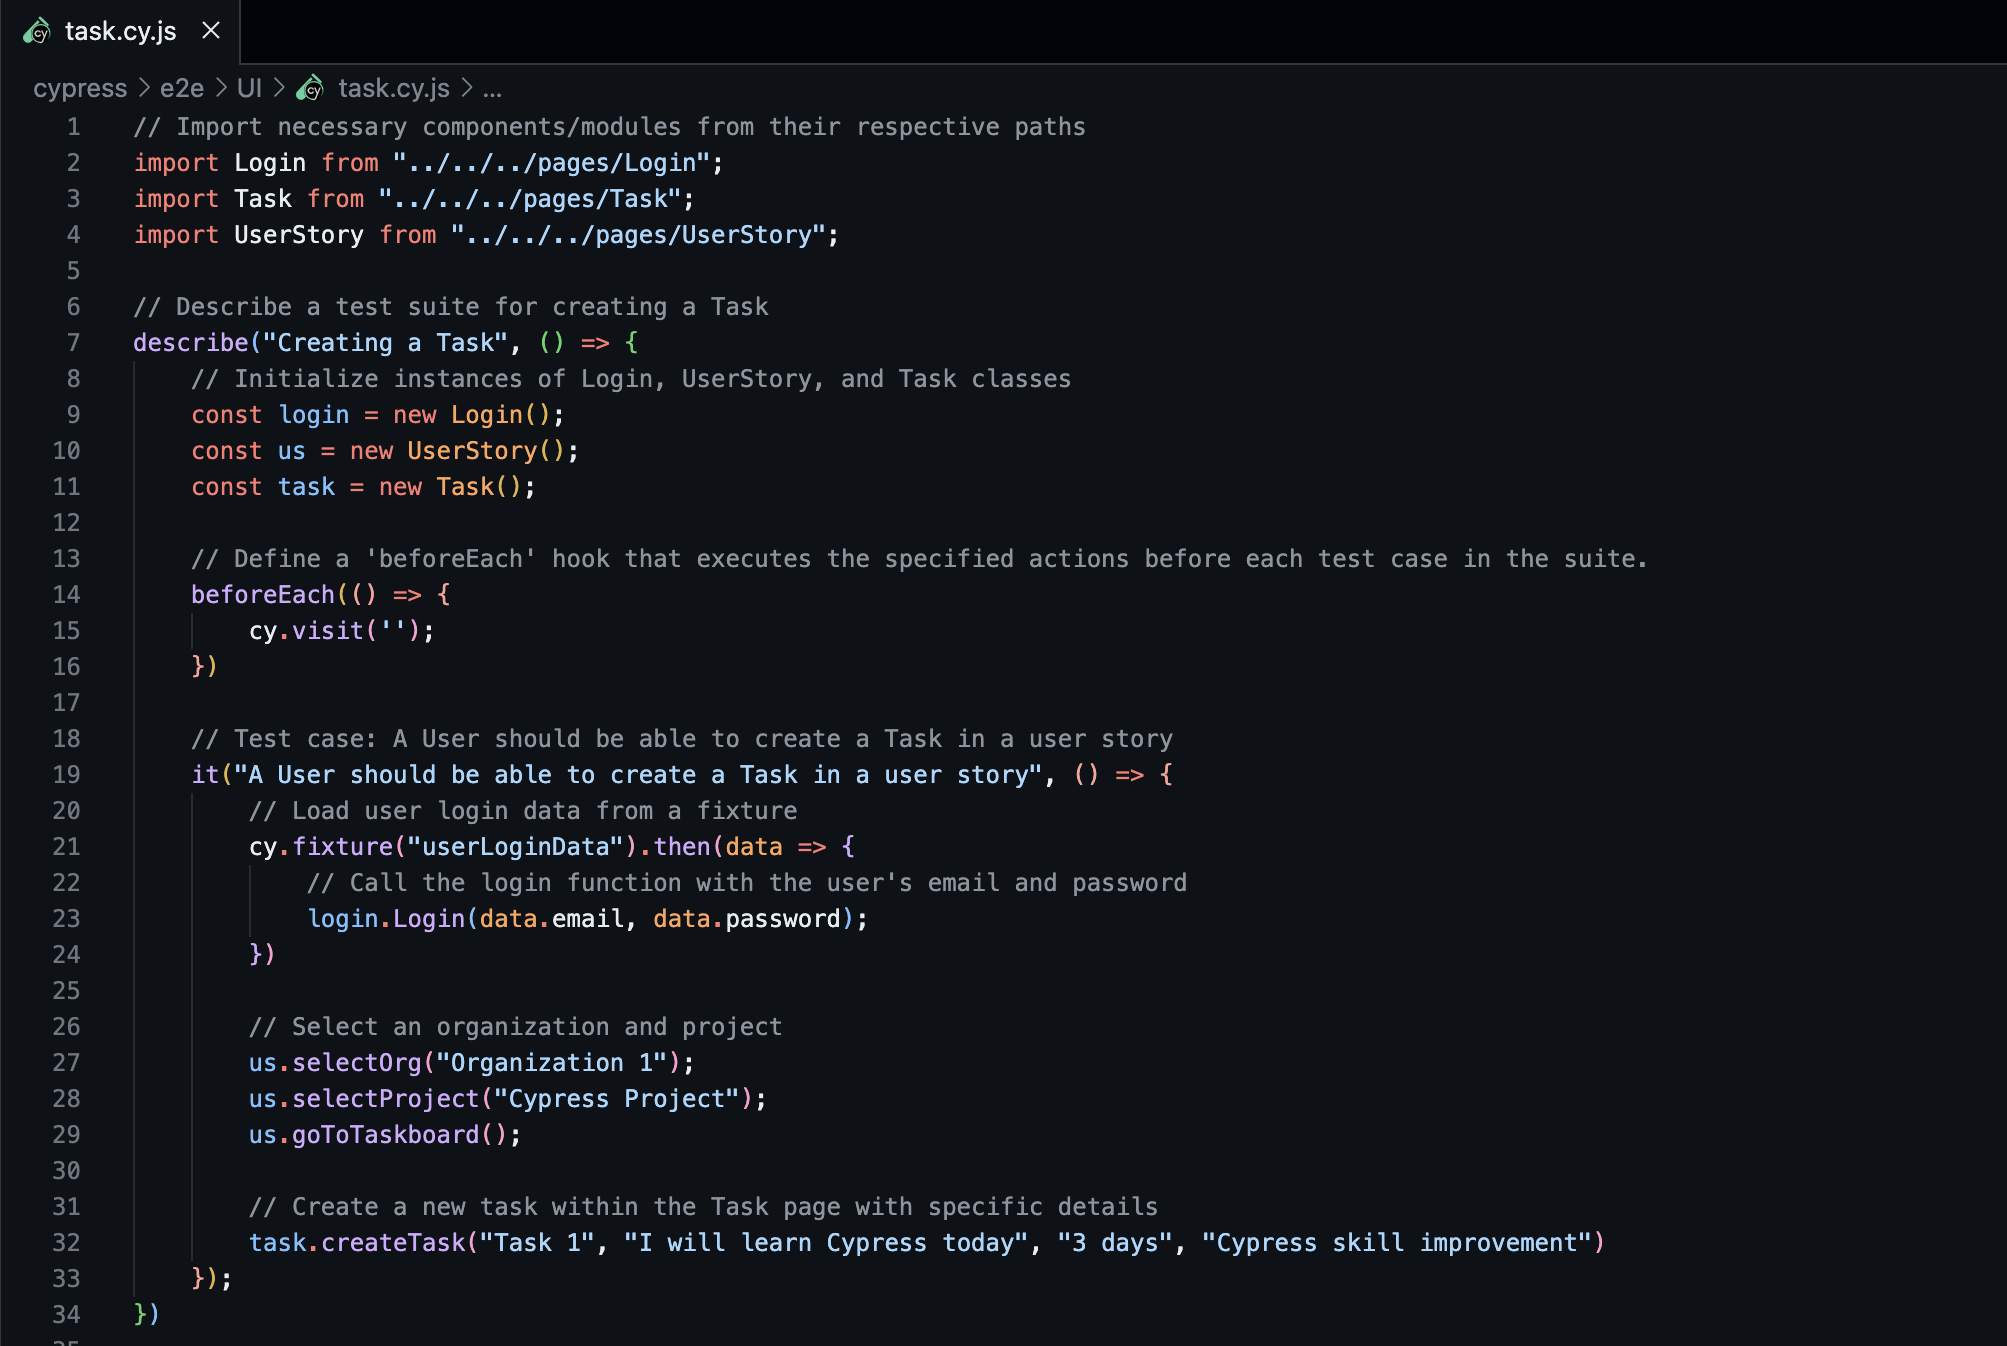 task.cy.js
cypress > e2e > UI > task.cy.js > ...
1 // Import necessary components/modules from their respective paths
2 import Login from "../../../pages/Login";
3 import Task from "../../../pages/Task";
4 import UserStory from "../../../pages/UserStory";
5
6 // Describe a test suite for creating a Task
7 describe("Creating a Task", () => {
8     // Initialize instances of Login, UserStory, and Task classes
9     const login = new Login();
10     const us = new UserStory();
11     const task = new Task();
12
13     // Define a 'beforeEach' hook that executes the specified actions before each test case in the suite.
14     beforeEach(() => {
15         cy.visit('');
16     })
17
18     // Test case: A User should be able to create a Task in a user story
19     it("A User should be able to create a Task in a user story", () => {
20         // Load user login data from a fixture
21         cy.fixture("userLoginData").then(data => {
22             // Call the login function with the user's email and password
23             login.Login(data.email, data.password);
24         })
25
26         // Select an organization and project
27         us.selectOrg("Organization 1");
28         us.selectProject("Cypress Project");
29         us.goToTaskboard();
30
31         // Create a new task within the Task page with specific details
32         task.createTask("Task 1", "I will learn Cypress today", "3 days", "Cypress skill improvement")
33     });
34 })